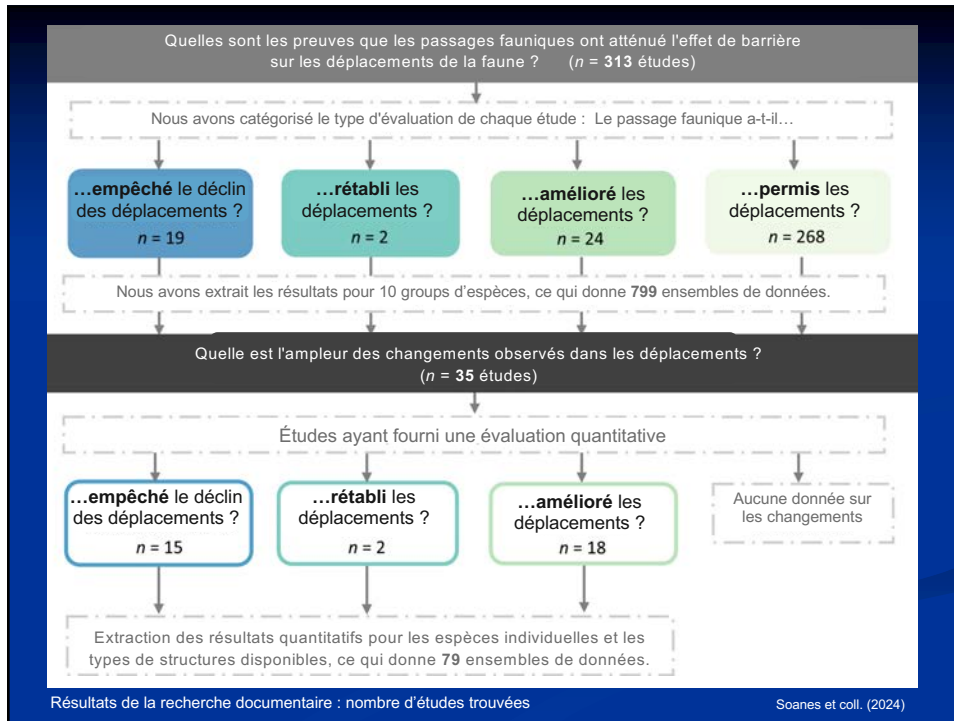 Quelles sont les preuves que les passages fauniques ont atténué l'effet de barrière
sur les déplacements de la faune ? (n = 313 études)
Nous avons catégorisé le type d'évaluation de chaque étude : Le passage faunique a-t-il…
…empêché le déclin
des déplacements ?
n = 19
…rétabli les
déplacements ?
n = 2
…amélioré les
déplacements ?
n = 24
…permis les
déplacements ?
n = 268
Nous avons extrait les résultats pour 10 groups d'espèces, ce qui donne 799 ensembles de données.
Quelle est l'ampleur des changements observés dans les déplacements ?
(n = 35 études)
Études ayant fourni une évaluation quantitative
…empêché le déclin
des déplacements ?
n = 15
…rétabli les
déplacements ?
n = 2
…amélioré les
déplacements ?
n = 18
Aucune donnée sur
les changements
Extraction des résultats quantitatifs pour les espèces individuelles et les
types de structures disponibles, ce qui donne 79 ensembles de données.
Résultats de la recherche documentaire : nombre d'études trouvées
Soanes et coll. (2024)